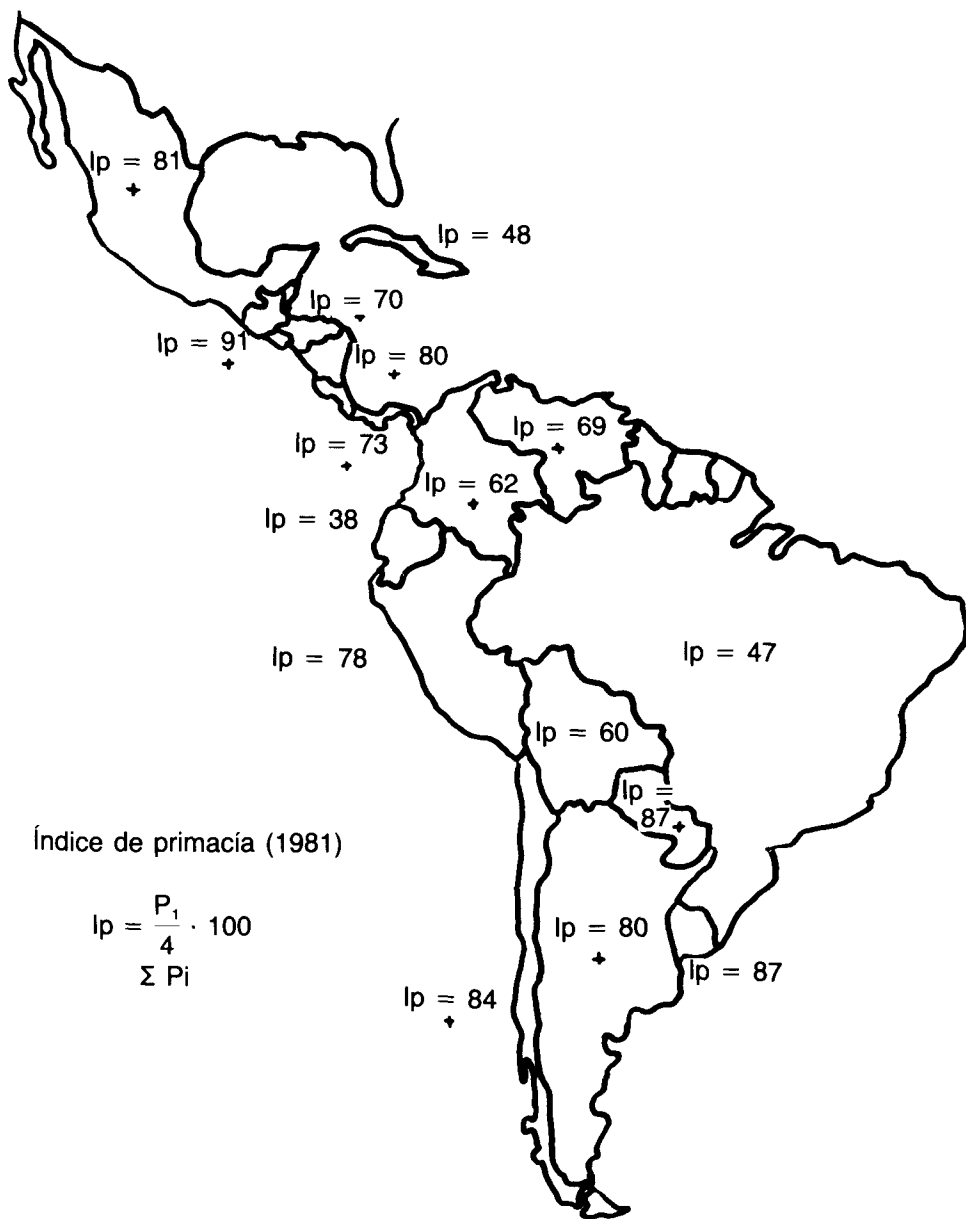 Ip = 81
Ip = 48
Ip = 70
Ip = 91
Ip = 80
Ip = 69
Ip = 73
Ip = 62
Ip = 38
Ip = 78
Ip = 47
Ip = 60
Ip =
87
Índice de primacía (1981)
Ip = P₁ / 4 · 100
Σ Pi
Ip = 80
Ip = 87
Ip = 84